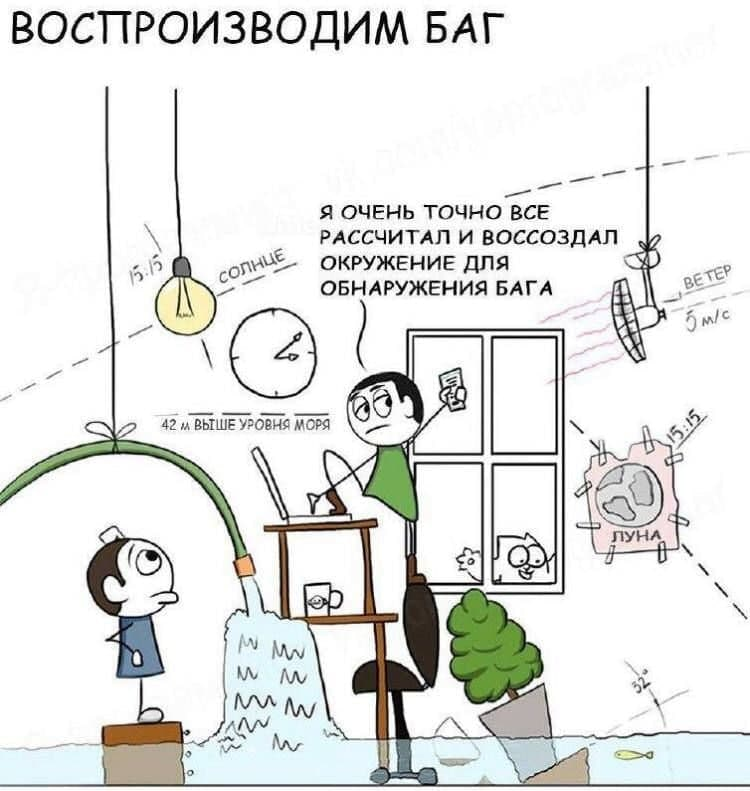 ВОСПРОИЗВОДИМ БАГ
Я ОЧЕНЬ ТОЧНО ВСЕ
РАССЧИТАЛ И ВОССОЗДАЛ
ОКРУЖЕНИЕ ДЛЯ
ОБНАРУЖЕНИЯ БАГА
15:15
СОЛНЦЕ
ВЕТЕР
5 м/с
42 м ВЫШЕ УРОВНЯ МОРЯ
15:15
ЛУНА
32°